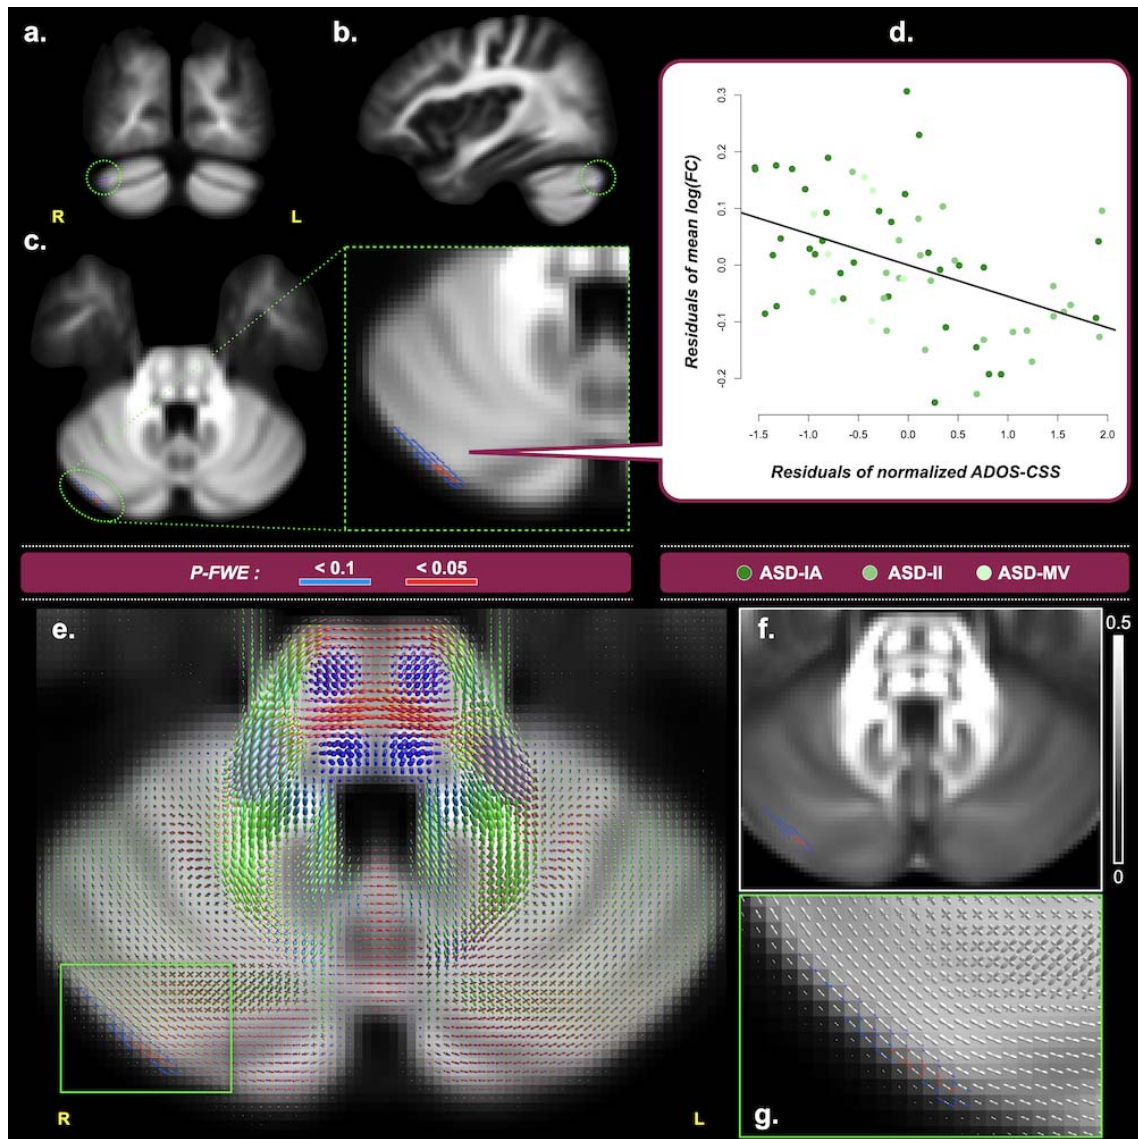 a.
b.
d.
R
L
c.
0.3
0.2
0.1
0.0
-0.1
-0.2
Residuals of mean log(FC)
-1.5 -1.0 -0.5 0.0 0.5 1.0 1.5 2.0
Residuals of normalized ADOS-CSS
P-FWE : < 0.1 < 0.05
ASD-IA ASD-II ASD-MV
e.
f.
0.5
0
g.
R
L